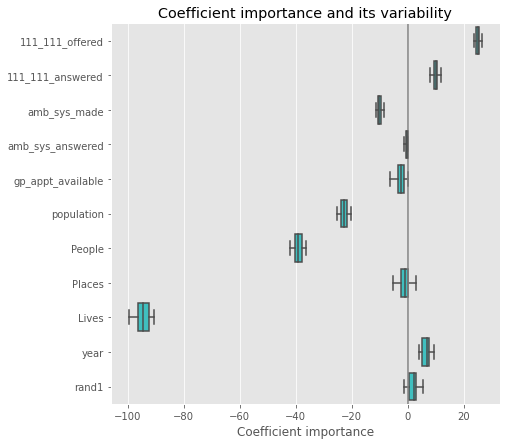 Coefficient importance and its variability
111_111_offered
111_111_answered
amb_sys_made
amb_sys_answered
gp_appt_available
population
People
Places
Lives
year
rand1
−100 −80 −60 −40 −20 0 20
Coefficient importance